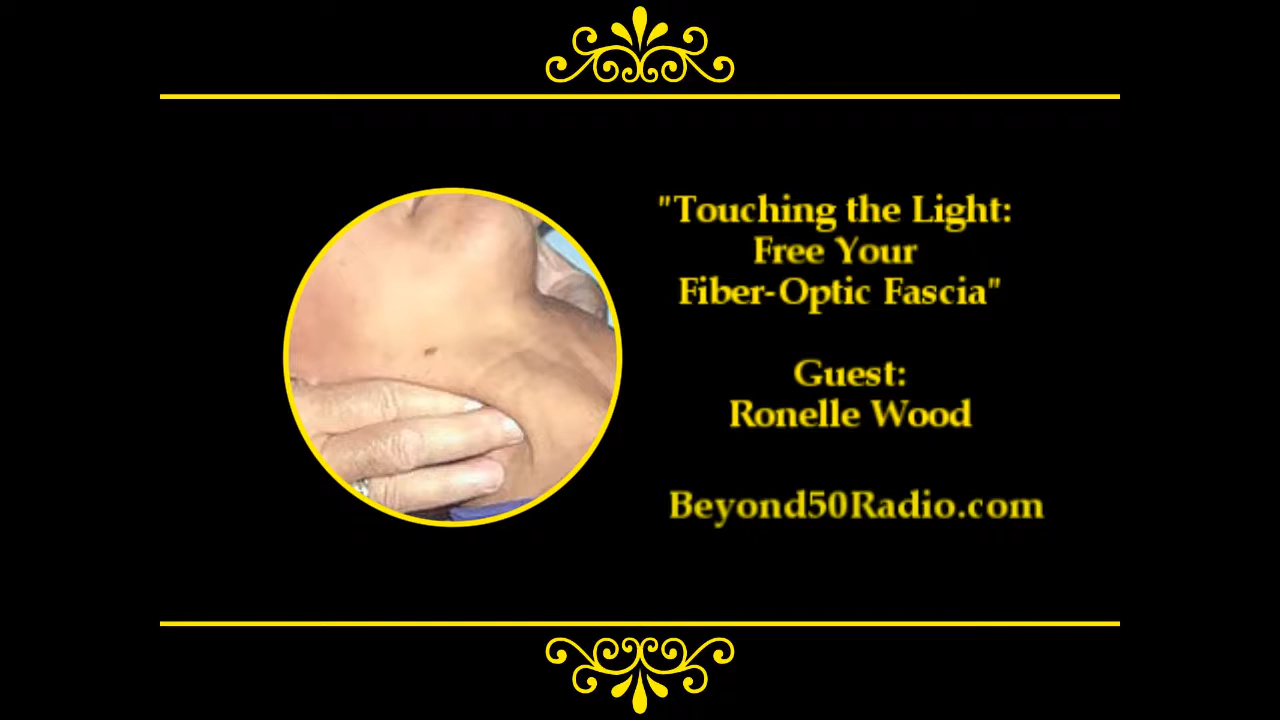 "Touching the Light:
Free Your
Fiber-Optic Fascia"
Guest:
Ronelle Wood
Beyond50Radio.com